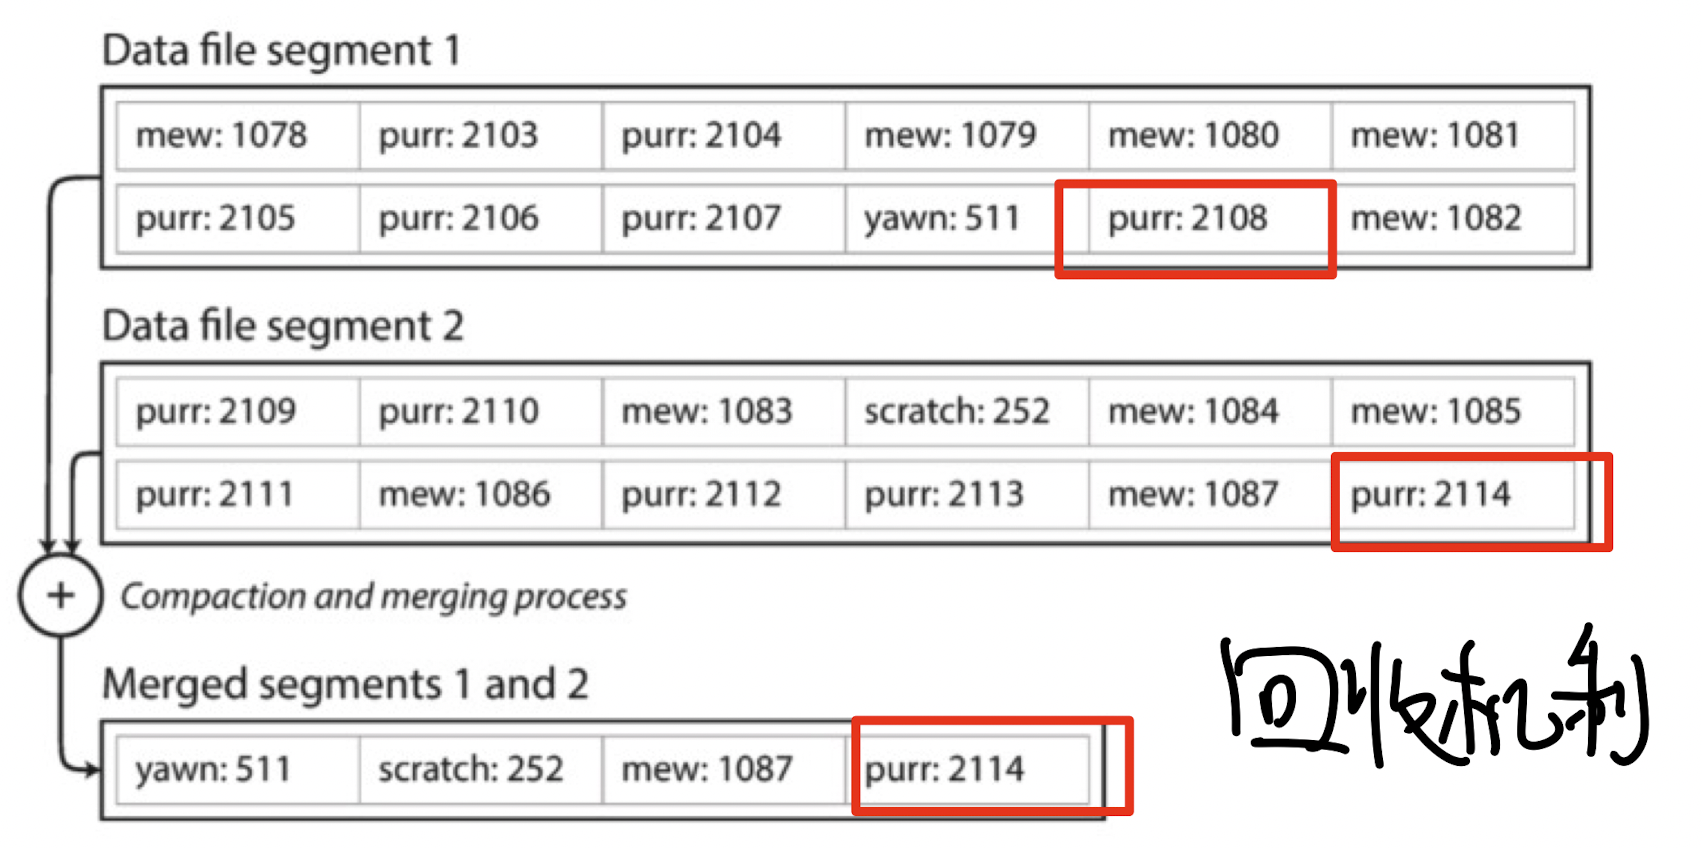 Data file segment 1
mew: 1078 purr: 2103 purr: 2104 mew: 1079 mew: 1080 mew: 1081
purr: 2105 purr: 2106 purr: 2107 yawn: 511 purr: 2108 mew: 1082
Data file segment 2
purr: 2109 purr: 2110 mew: 1083 scratch: 252 mew: 1084 mew: 1085
purr: 2111 mew: 1086 purr: 2112 purr: 2113 mew: 1087 purr: 2114
+ Compaction and merging process
Merged segments 1 and 2
回收机制
yawn: 511 scratch: 252 mew: 1087 purr: 2114